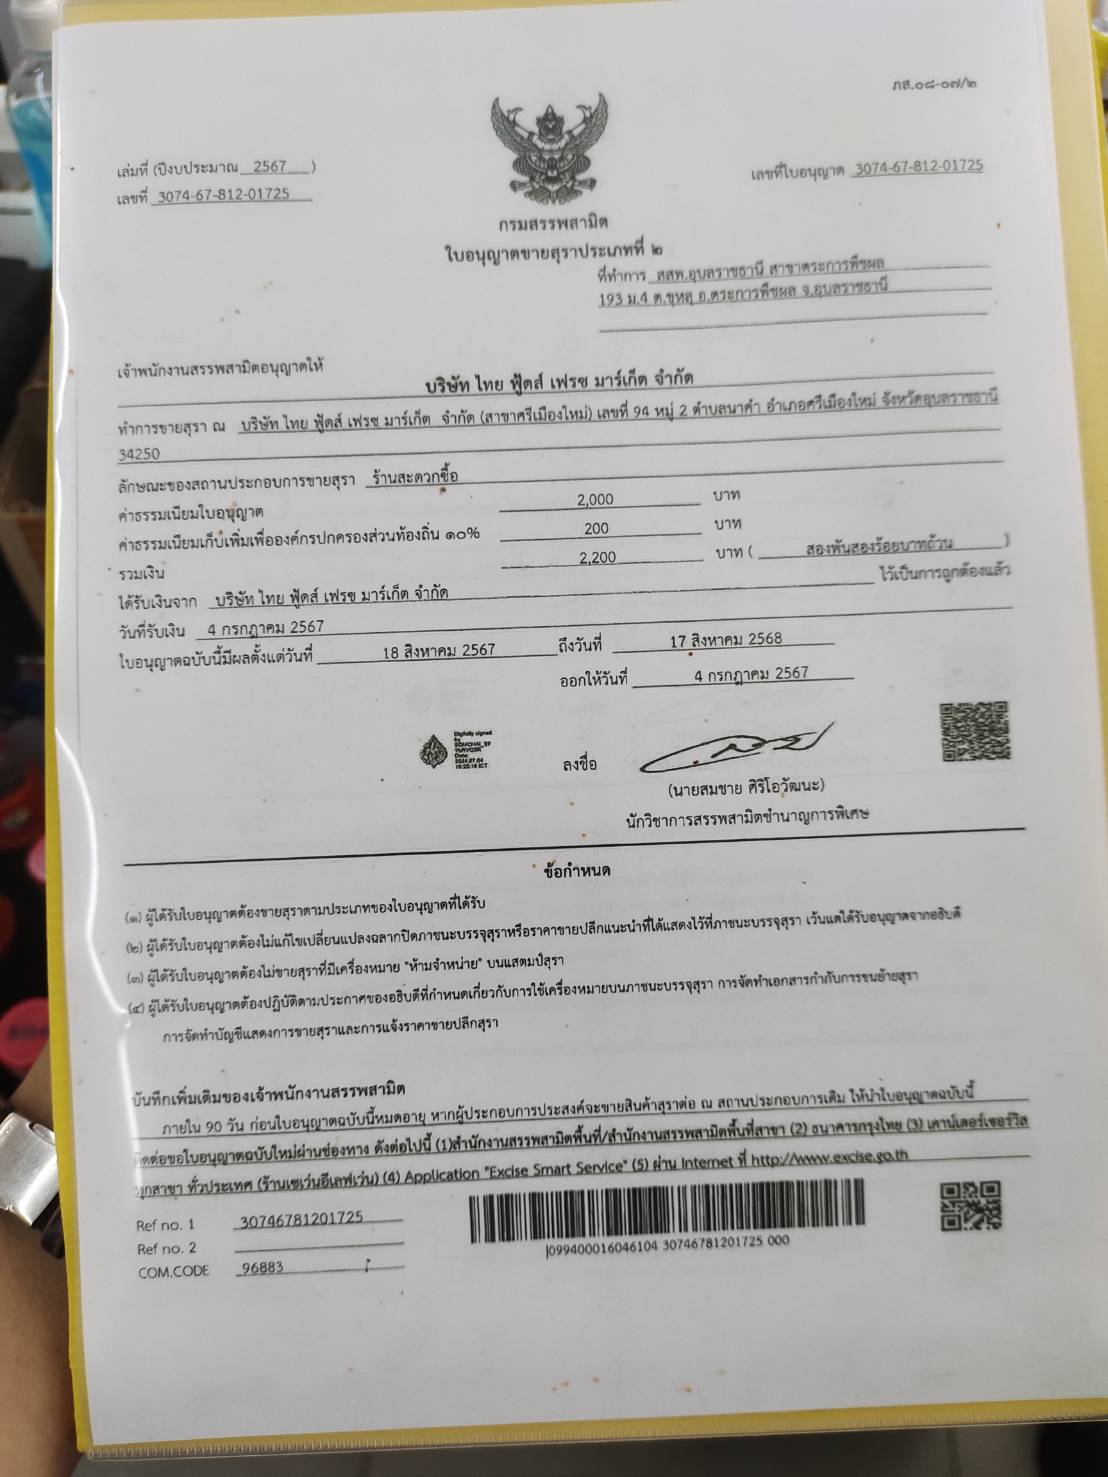 ภส.๐๘-๐๗/๒
เล่มที่ (ปีงบประมาณ 2567 )
เลขที่ 3074-67-812-01725
เลขที่ใบอนุญาต 3074-67-812-01725
กรมสรรพสามิต
ใบอนุญาตขายสุราประเภทที่ ๒
ที่ทำการ สสพ.อุบลราชธานี สาขาตระการพืชผล
193 ม.4 ต.ขุหลุ อ.ตระการพืชผล จ.อุบลราชธานี
เจ้าพนักงานสรรพสามิตอนุญาตให้
บริษัท ไทย ฟู้ดส์ เฟรซ มาร์เก็ต จำกัด
ทำการขายสุรา ณ บริษัท ไทย ฟู้ดส์ เฟรซ มาร์เก็ต จำกัด (สาขาศรีเมืองใหม่) เลขที่ 94 หมู่ 2 ตำบลนาคำ อำเภอศรีเมืองใหม่ จังหวัดอุบลราชธานี
34250
ลักษณะของสถานประกอบการขายสุรา ร้านสะดวกซื้อ
ค่าธรรมเนียมใบอนุญาต 2,000 บาท
ค่าธรรมเนียมเก็บเพิ่มเพื่อองค์กรปกครองส่วนท้องถิ่น ๑๐% 200 บาท
รวมเงิน 2,200 บาท ( สองพันสองร้อยบาทถ้วน )
ได้รับเงินจาก บริษัท ไทย ฟู้ดส์ เฟรซ มาร์เก็ต จำกัด ไว้เป็นการถูกต้องแล้ว
วันที่รับเงิน 4 กรกฎาคม 2567
ใบอนุญาตฉบับนี้มีผลตั้งแต่วันที่ 18 สิงหาคม 2567 ถึงวันที่ 17 สิงหาคม 2568
ออกให้วันที่ 4 กรกฎาคม 2567
Digitally signed
by
Date:
2024.07.04
ลงชื่อ
(นายสมชาย ศิริโอวัฒนะ)
นักวิชาการสรรพสามิตชำนาญการพิเศษ
ข้อกำหนด
(๑) ผู้ได้รับใบอนุญาตต้องขายสุราตามประเภทของใบอนุญาตที่ได้รับ
(๒) ผู้ได้รับใบอนุญาตต้องไม่แก้ไขเปลี่ยนแปลงฉลากปิดภาชนะบรรจุสุราหรือราคาขายปลีกแนะนำที่ได้แสดงไว้ที่ภาชนะบรรจุสุรา เว้นแต่ได้รับอนุญาตจากอธิบดี
(๓) ผู้ได้รับใบอนุญาตต้องไม่ขายสุราที่มีเครื่องหมาย "ห้ามจำหน่าย" บนแสตมป์สุรา
(๔) ผู้ได้รับใบอนุญาตต้องปฏิบัติตามประกาศของอธิบดีที่กำหนดเกี่ยวกับการใช้เครื่องหมายบนภาชนะบรรจุสุรา การจัดทำเอกสารกำกับการขนย้ายสุรา
การจัดทำบัญชีแสดงการขายสุราและการแจ้งราคาขายปลีกสุรา
บันทึกเพิ่มเติมของเจ้าพนักงานสรรพสามิต
ภายใน 90 วัน ก่อนใบอนุญาตฉบับนี้หมดอายุ หากผู้ประกอบการประสงค์จะขายสินค้าสุราต่อ ณ สถานประกอบการเดิม ให้นำใบอนุญาตฉบับนี้
ติดต่อขอใบอนุญาตฉบับใหม่ผ่านช่องทาง ดังต่อไปนี้ (1)สำนักงานสรรพสามิตพื้นที่/สำนักงานสรรพสามิตพื้นที่สาขา (2) ธนาคารกรุงไทย (3) เคาน์เตอร์เซอร์วิส
ทุกสาขา ทั่วประเทศ (ร้านเซเว่นอีเลฟเว่น) (4) Application "Excise Smart Service" (5) ผ่าน Internet ที่ http://www.excise.go.th
Ref no. 1 30746781201725
Ref no. 2
COM.CODE 96883
|099400016046104 30746781201725 000